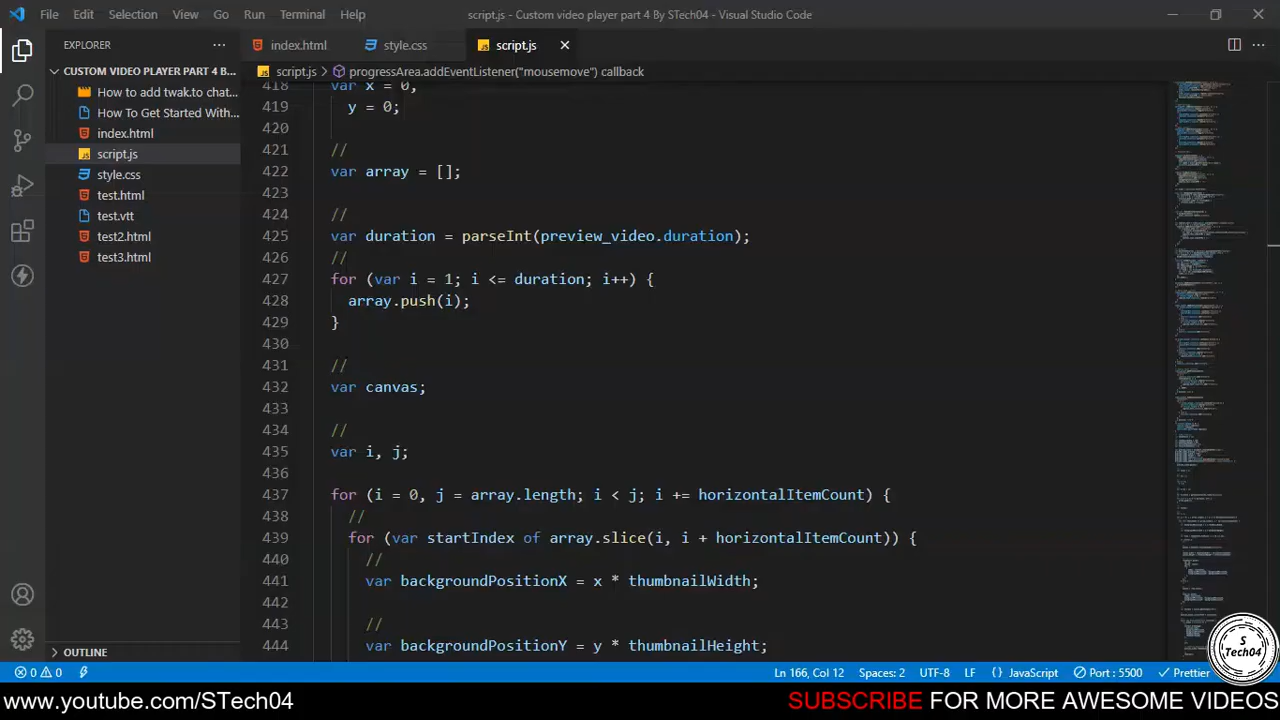 File Edit Selection View Go Run Terminal Help script.js - Custom video player part 4 By STech04 - Visual Studio Code
EXPLORER
CUSTOM VIDEO PLAYER PART 4 B...
How to add twak.to chat...
How To Get Started With...
index.html
script.js
style.css
test.html
test.vtt
test2.html
test3.html
OUTLINE
index.html style.css script.js
script.js progressArea.addEventListener("mousemove") callback
418 var x = 0,
419 y = 0;
420
421 //
422 var array = [];
423
424 //
425 var duration = parseInt(preview_video.duration);
426 //
427 for (var i = 1; i <= duration; i++) {
428 array.push(i);
429 }
430
431
432 var canvas;
433
434 //
435 var i, j;
436
437 for (i = 0, j = array.length; i < j; i += horizontalItemCount) {
438 //
439 for (var startIndex of array.slice(i, i + horizontalItemCount)) {
440 //
441 var backgroundPositionX = x * thumbnailWidth;
442
443 //
444 var backgroundPositionY = y * thumbnailHeight;
0 0 Ln 166, Col 12 Spaces: 2 UTF-8 LF JavaScript Port : 5500 Prettier
S
Tech04
www.youtube.com/STech04 SUBSCRIBE FOR MORE AWESOME VIDEOS